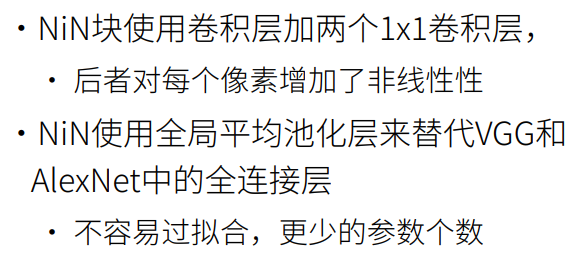 • NiN块使用卷积层加两个1x1卷积层，
• 后者对每个像素增加了非线性性
• NiN使用全局平均池化层来替代VGG和
AlexNet中的全连接层
• 不容易过拟合，更少的参数个数